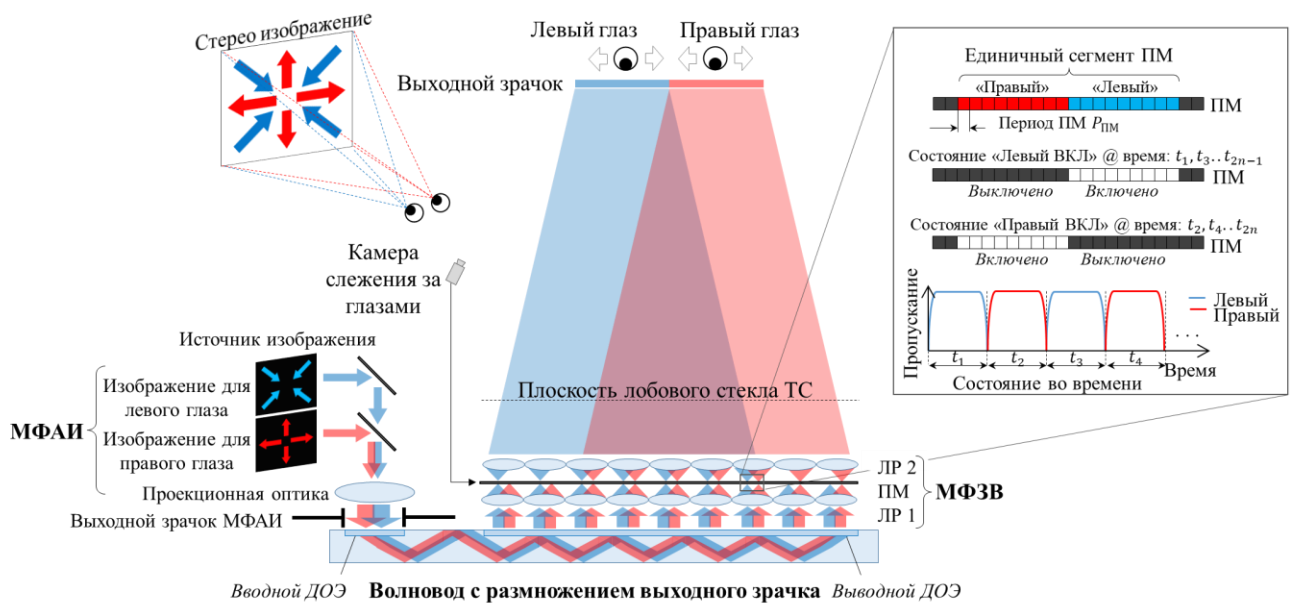 Стерео изображение
Левый глаз
Правый глаз
Выходной зрачок
Камера
слежения за
глазами
Источник изображения
Изображение для
левого глаза
МФАИ
Изображение для
правого глаза
Проекционная оптика
Выходной зрачок МФАИ
Плоскость лобового стекла ТС
ЛР 2
ПМ
ЛР 1
МФЗВ
Вводной ДОЭ
Волновод с размножением выходного зрачка
Выводной ДОЭ
Единичный сегмент ПМ
«Правый» «Левый»
ПМ
Период ПМ P_ПМ
Состояние «Левый ВКЛ» @ время: t₁, t₃.. t₂ₙ₋₁
ПМ
Выключено Включено
Состояние «Правый ВКЛ» @ время: t₂, t₄.. t₂ₙ
ПМ
Включено Выключено
Пропускание
Левый
Правый
. . .
t₁ t₂ t₃ t₄
Время
Состояние во времени